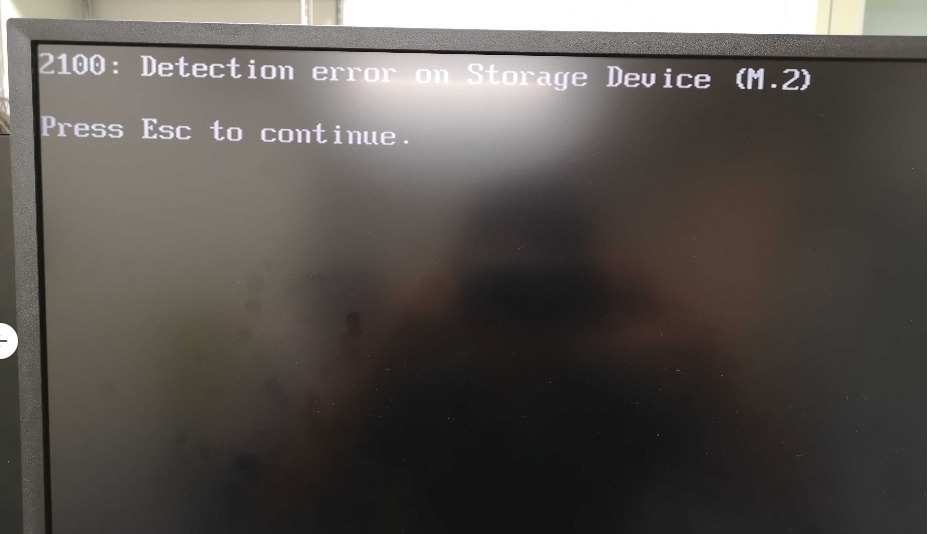 2100: Detection error on Storage Device (M.2)
Press Esc to continue.